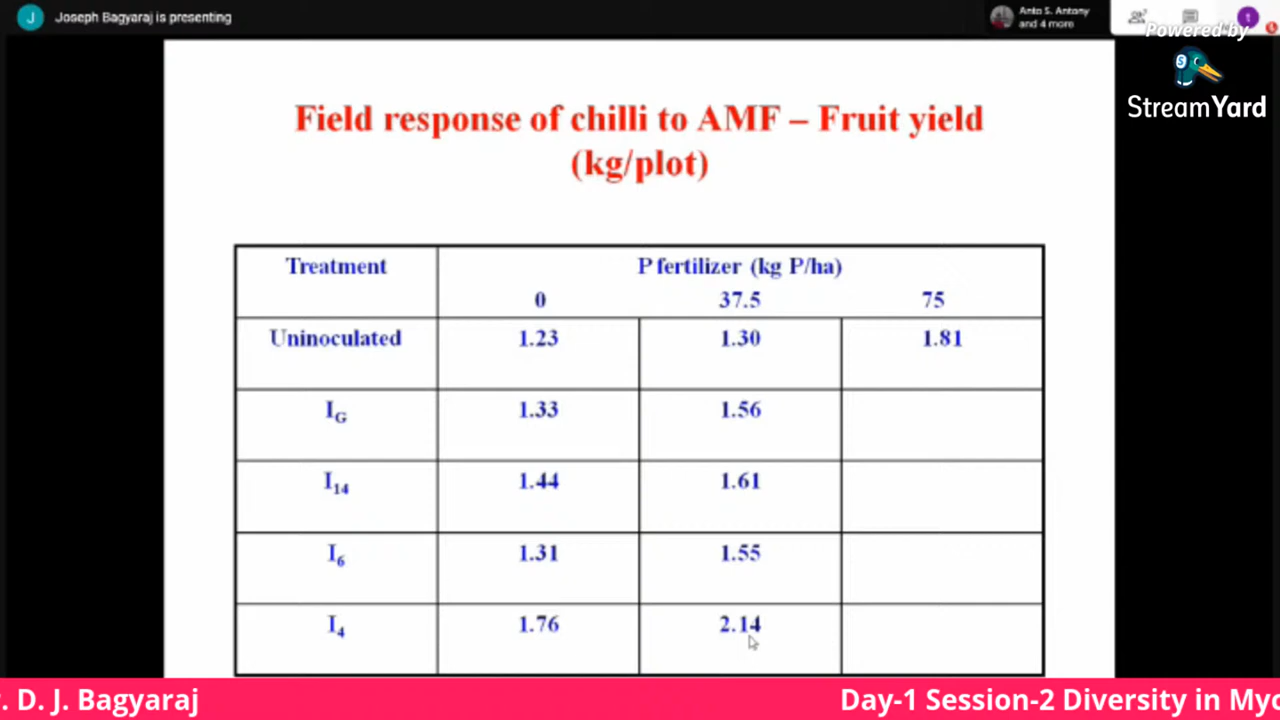 Joseph Bagyaraj is presenting
Anto S. Antony
and 4 more
Powered by
StreamYard
Field response of chilli to AMF – Fruit yield
(kg/plot)
Treatment P fertilizer (kg P/ha)
0 37.5 75
Uninoculated 1.23 1.30 1.81
IG 1.33 1.56
I14 1.44 1.61
I6 1.31 1.55
I4 1.76 2.14
. D. J. Bagyaraj Day-1 Session-2 Diversity in Myc